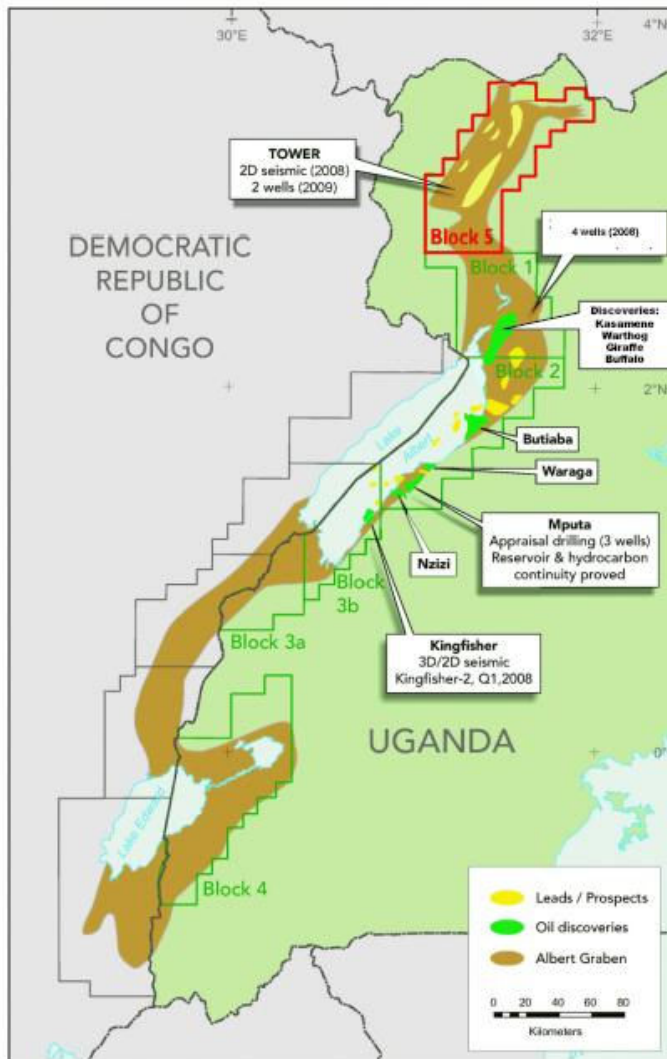 30°E
32°E
4°N
TOWER
2D seismic (2008)
2 wells (2009)
Block 5
4 wells (2008)
Block 1
DEMOCRATIC
REPUBLIC
OF
CONGO
Discoveries:
Kasamene
Warthog
Giraffe
Buffalo
Block 2
2°N
Lake
Albert
Butiaba
Waraga
Mputa
Appraisal drilling (3 wells)
Reservoir & hydrocarbon
continuity proved
Nzizi
Block
3b
Block 3a
Kingfisher
3D/2D seismic
Kingfisher-2, Q1,2008
UGANDA
0°
Lake Edward
Block 4
Leads / Prospects
Oil discoveries
Albert Graben
0 20 40 60 80
Kilometers